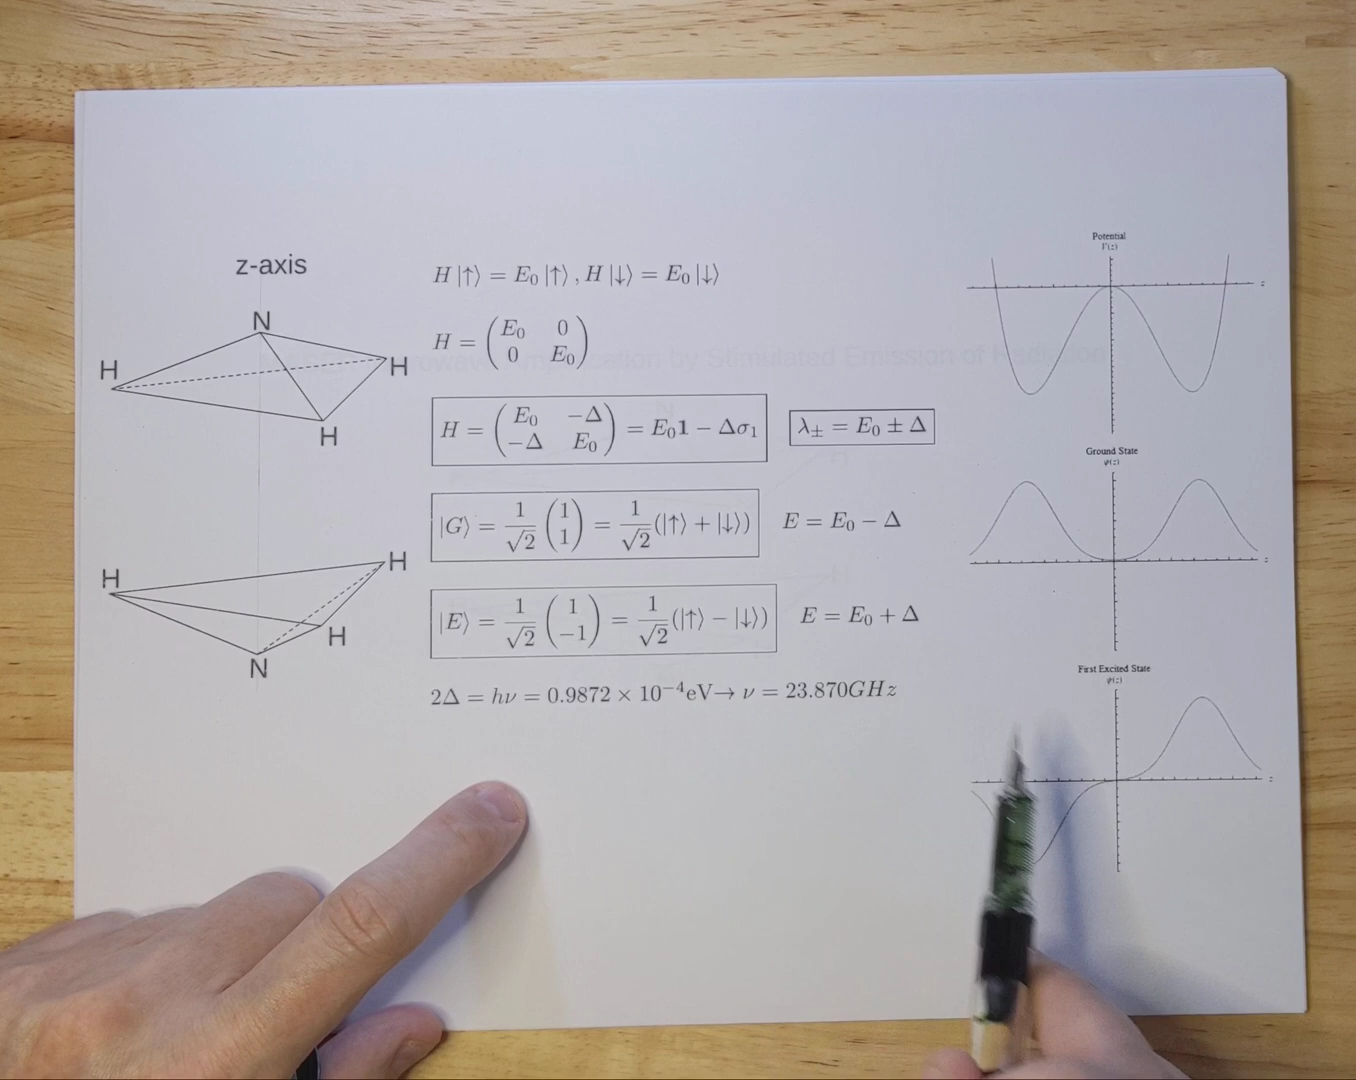 z-axis
N
H
H
H
H
H
H
N
H |↑⟩ = E₀ |↑⟩ , H |↓⟩ = E₀ |↓⟩
H = (E₀ 0
0 E₀)
H = (E₀ −Δ
−Δ E₀) = E₀1 − Δσ₁
λ± = E₀ ± Δ
|G⟩ = 1/√2 (1
1) = 1/√2 (|↑⟩ + |↓⟩)
E = E₀ − Δ
|E⟩ = 1/√2 (1
−1) = 1/√2 (|↑⟩ − |↓⟩)
E = E₀ + Δ
2Δ = hν = 0.9872 × 10⁻⁴eV→ ν = 23.870GHz
Potential
V(z)
z
Ground State
ψ(z)
z
First Excited State
ψ(z)
z